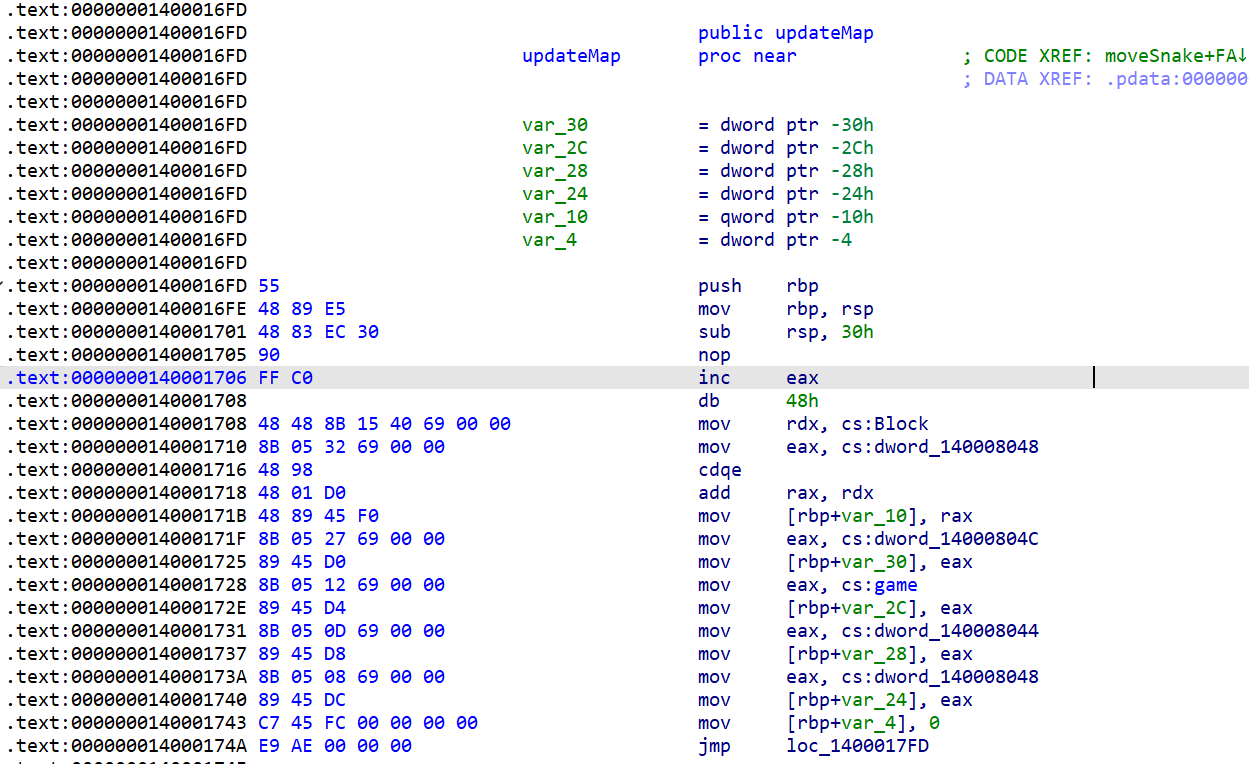 .text:00000001400016FD
.text:00000001400016FD public updateMap
.text:00000001400016FD updateMap proc near ; CODE XREF: moveSnake+FA↓
.text:00000001400016FD ; DATA XREF: .pdata:000000
.text:00000001400016FD
.text:00000001400016FD var_30 = dword ptr -30h
.text:00000001400016FD var_2C = dword ptr -2Ch
.text:00000001400016FD var_28 = dword ptr -28h
.text:00000001400016FD var_24 = dword ptr -24h
.text:00000001400016FD var_10 = qword ptr -10h
.text:00000001400016FD var_4 = dword ptr -4
.text:00000001400016FD
.text:00000001400016FD 55 push rbp
.text:00000001400016FE 48 89 E5 mov rbp, rsp
.text:0000000140001701 48 83 EC 30 sub rsp, 30h
.text:0000000140001705 90 nop
.text:0000000140001706 FF C0 inc eax
.text:0000000140001708 db 48h
.text:0000000140001708 48 48 8B 15 40 69 00 00 mov rdx, cs:Block
.text:0000000140001710 8B 05 32 69 00 00 mov eax, cs:dword_140008048
.text:0000000140001716 48 98 cdqe
.text:0000000140001718 48 01 D0 add rax, rdx
.text:000000014000171B 48 89 45 F0 mov [rbp+var_10], rax
.text:000000014000171F 8B 05 27 69 00 00 mov eax, cs:dword_14000804C
.text:0000000140001725 89 45 D0 mov [rbp+var_30], eax
.text:0000000140001728 8B 05 12 69 00 00 mov eax, cs:game
.text:000000014000172E 89 45 D4 mov [rbp+var_2C], eax
.text:0000000140001731 8B 05 0D 69 00 00 mov eax, cs:dword_140008044
.text:0000000140001737 89 45 D8 mov [rbp+var_28], eax
.text:000000014000173A 8B 05 08 69 00 00 mov eax, cs:dword_140008048
.text:0000000140001740 89 45 DC mov [rbp+var_24], eax
.text:0000000140001743 C7 45 FC 00 00 00 00 mov [rbp+var_4], 0
.text:000000014000174A E9 AE 00 00 00 jmp loc_1400017FD